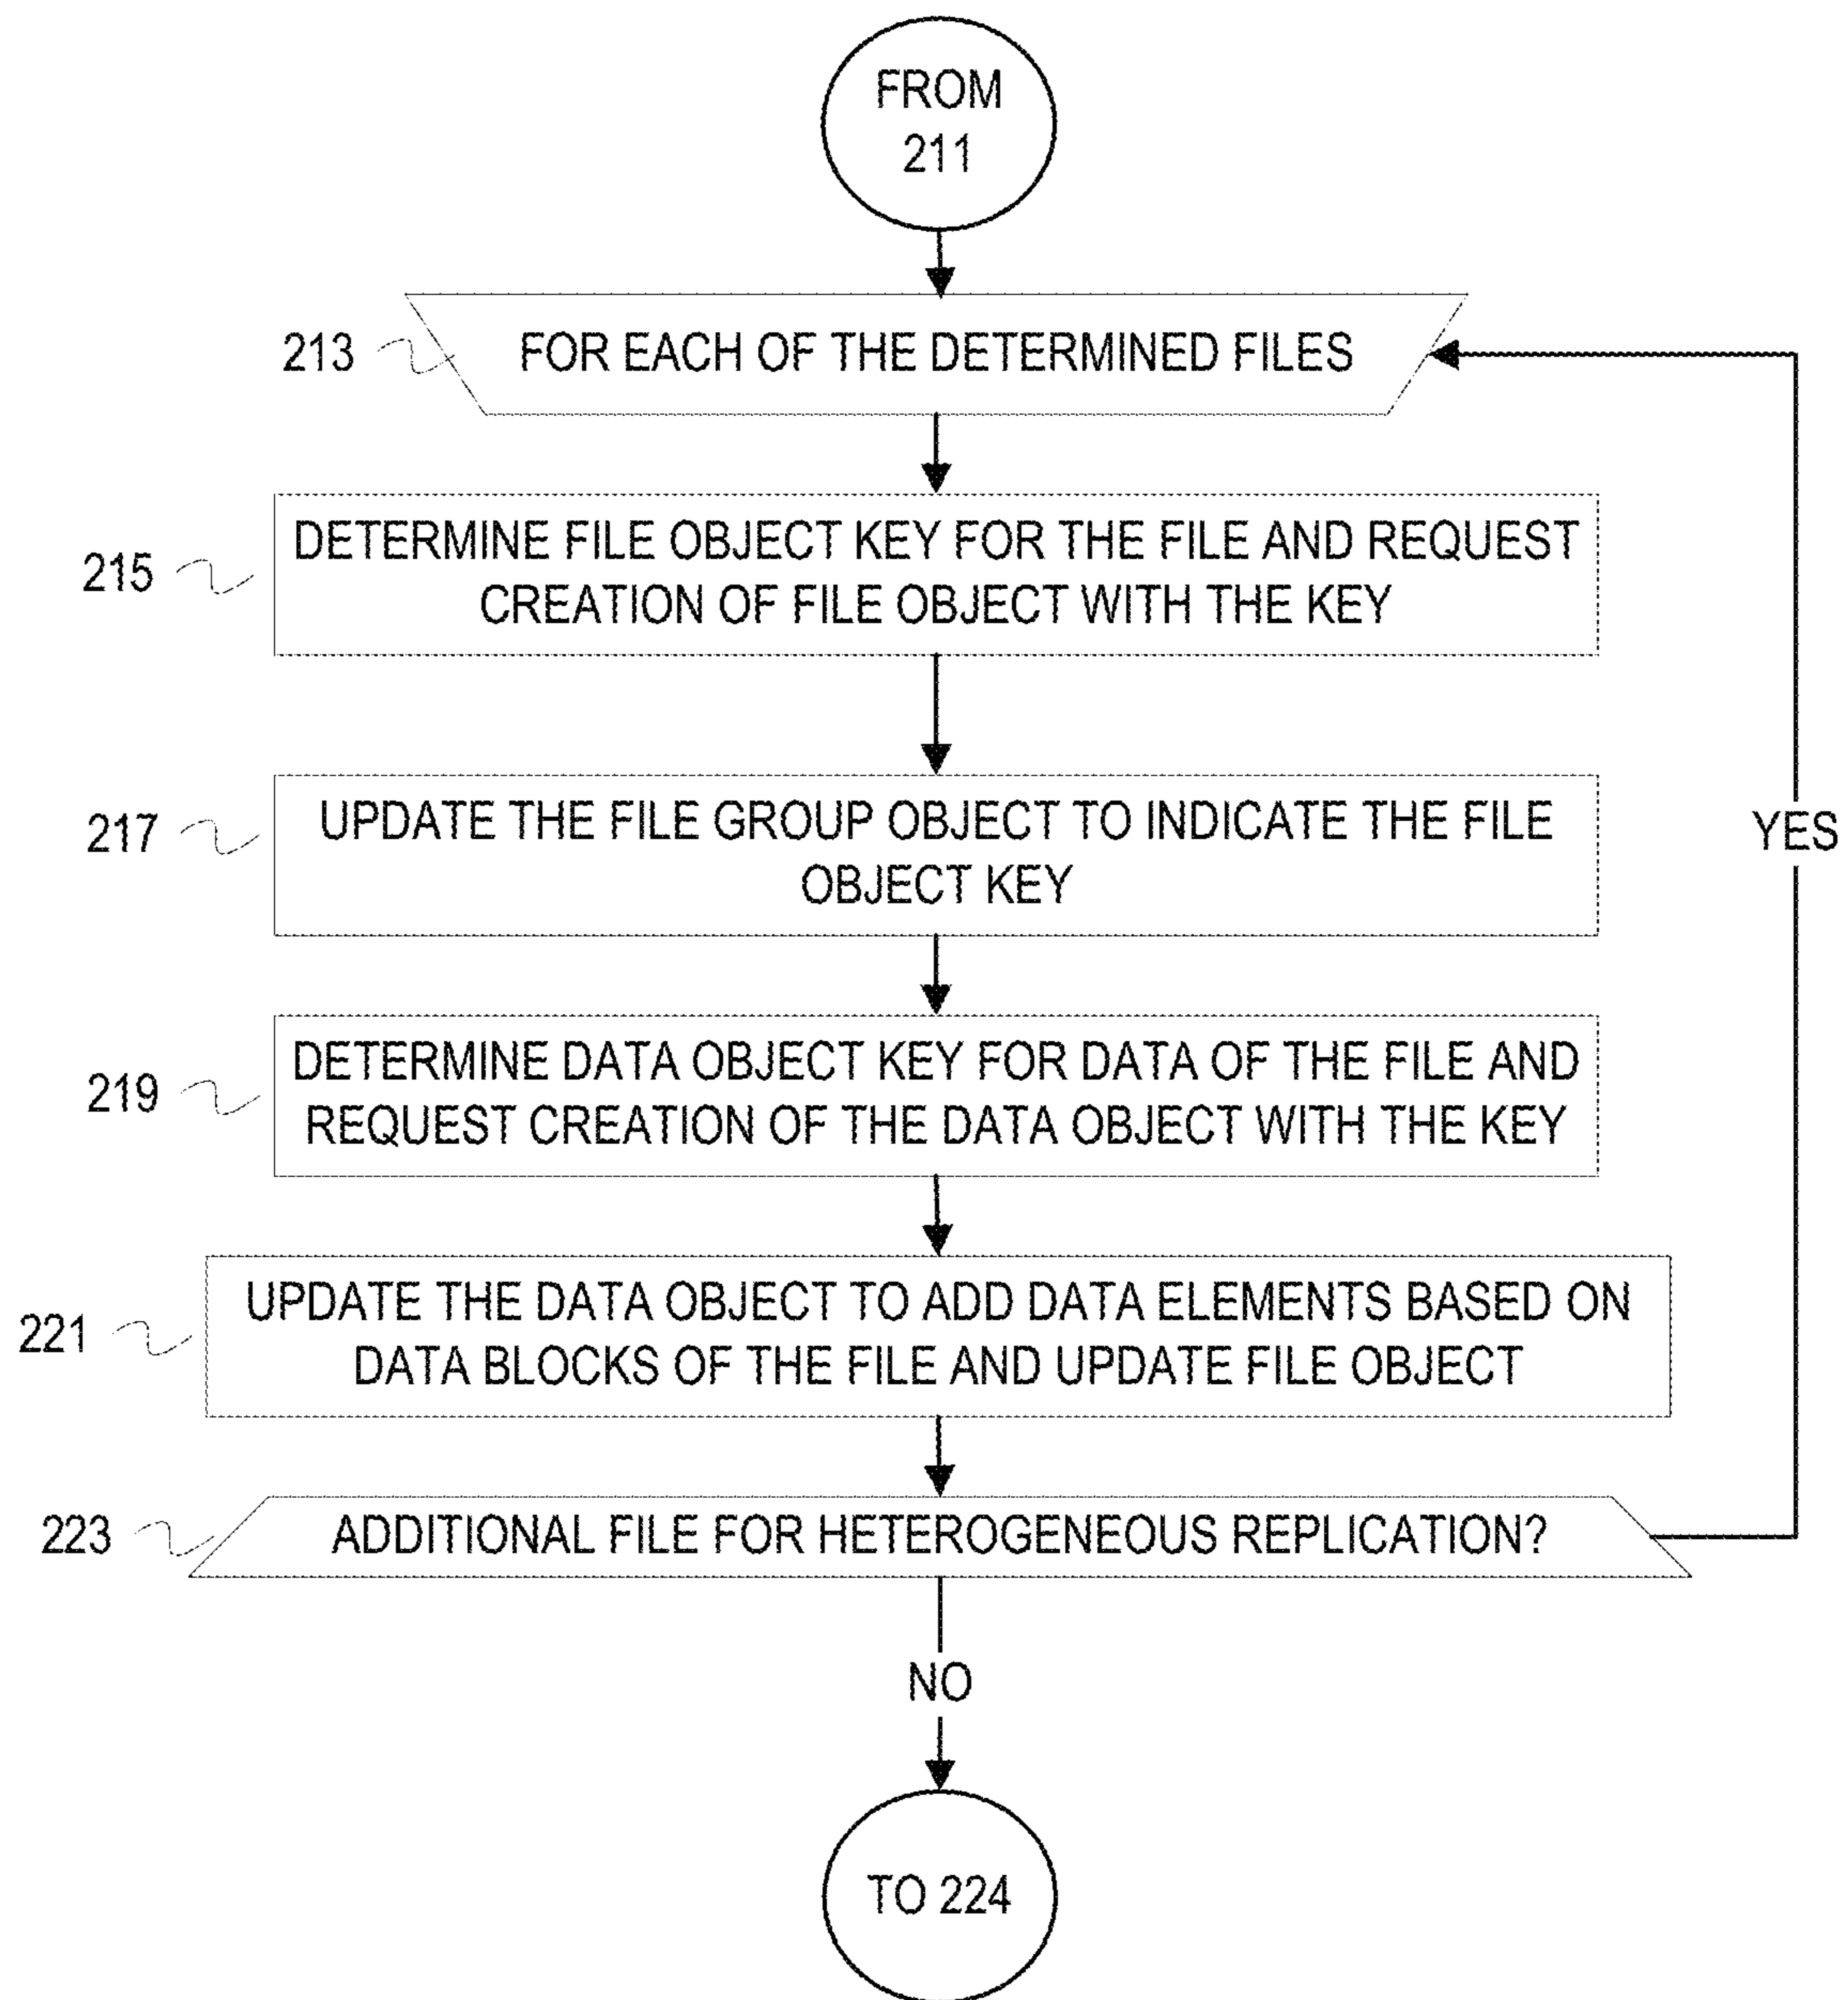 FROM
211
213
FOR EACH OF THE DETERMINED FILES
215
DETERMINE FILE OBJECT KEY FOR THE FILE AND REQUEST
CREATION OF FILE OBJECT WITH THE KEY
217
UPDATE THE FILE GROUP OBJECT TO INDICATE THE FILE
OBJECT KEY
YES
219
DETERMINE DATA OBJECT KEY FOR DATA OF THE FILE AND
REQUEST CREATION OF THE DATA OBJECT WITH THE KEY
221
UPDATE THE DATA OBJECT TO ADD DATA ELEMENTS BASED ON
DATA BLOCKS OF THE FILE AND UPDATE FILE OBJECT
223
ADDITIONAL FILE FOR HETEROGENEOUS REPLICATION?
NO
TO 224